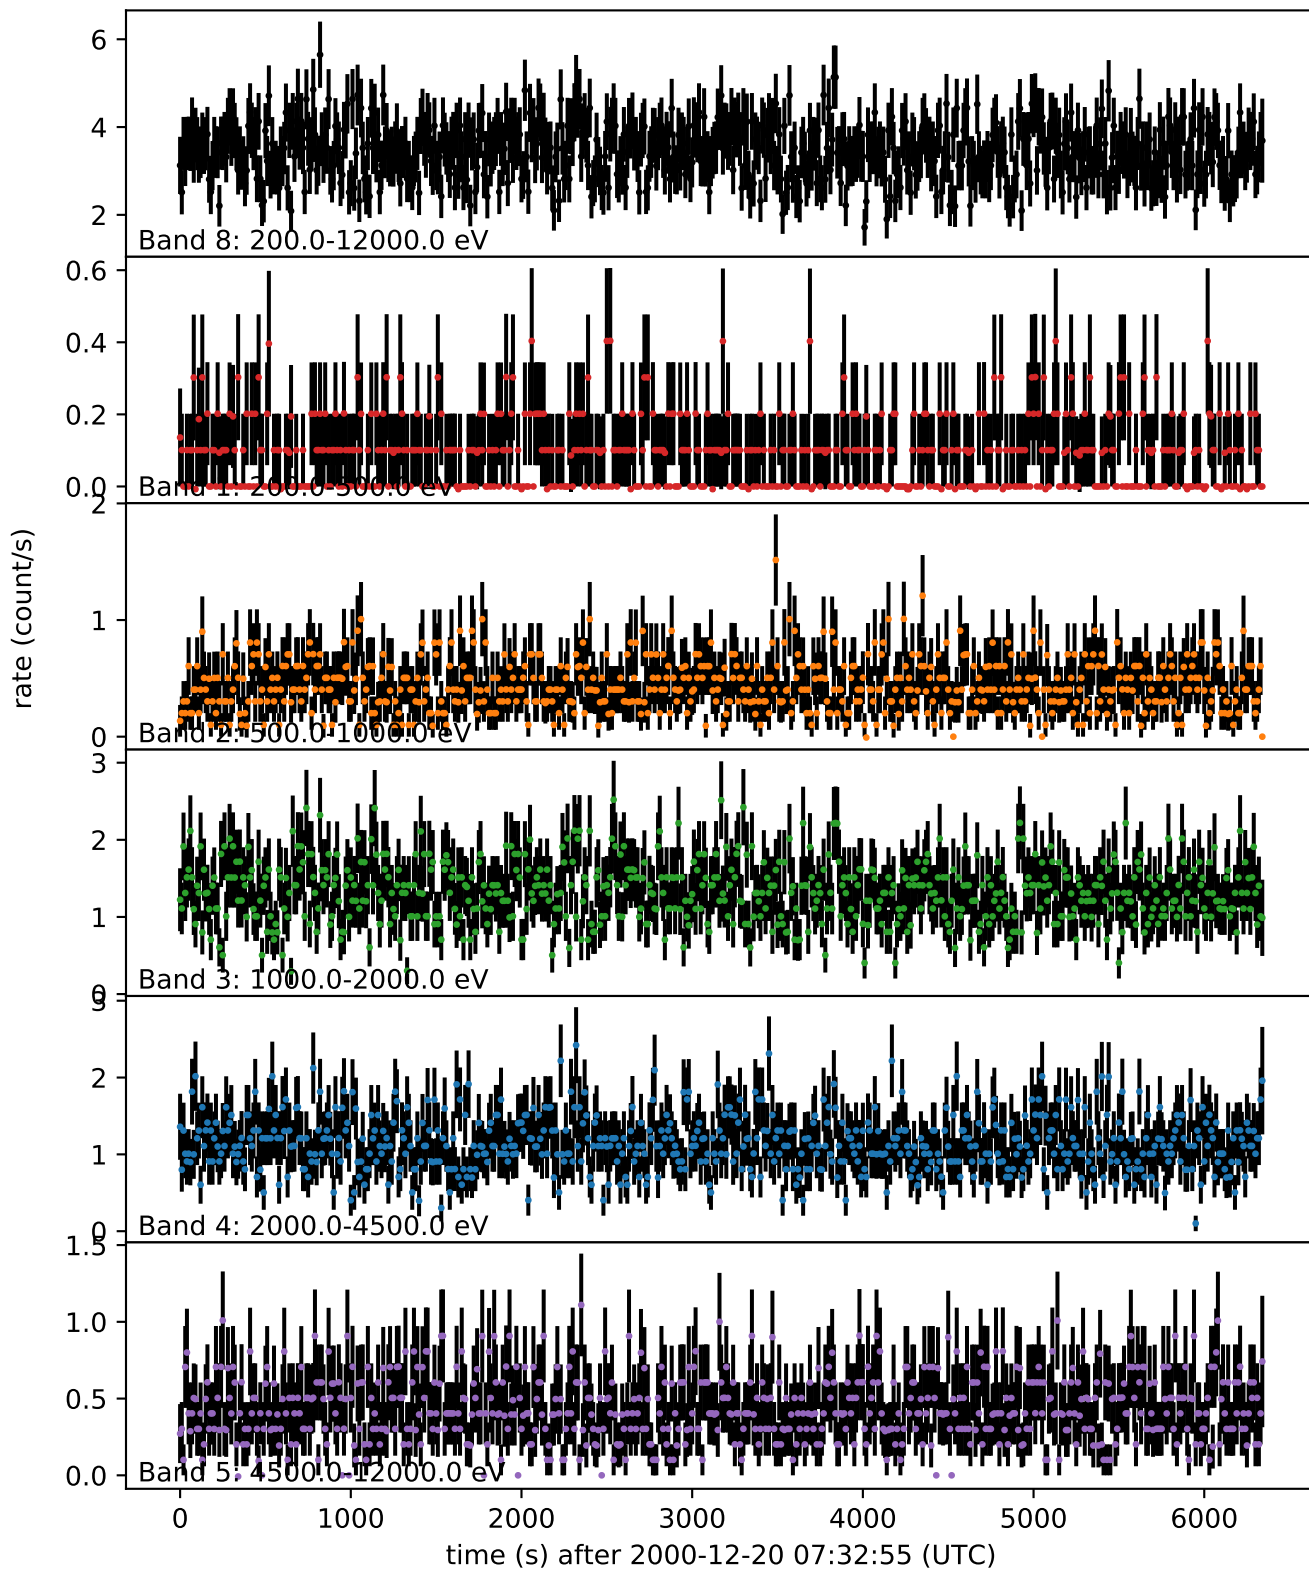 6
4
2
Band 8: 200.0-12000.0 eV
0.6
0.4
0.2
0.0
Band 1: 200.0-500.0 eV
2
1
0
Band 2: 500.0-1000.0 eV
rate (count/s)
3
2
1
0
Band 3: 1000.0-2000.0 eV
3
2
1
0
Band 4: 2000.0-4500.0 eV
1.5
1.0
0.5
0.0
Band 5: 4500.0-12000.0 eV
0 1000 2000 3000 4000 5000 6000
time (s) after 2000-12-20 07:32:55 (UTC)